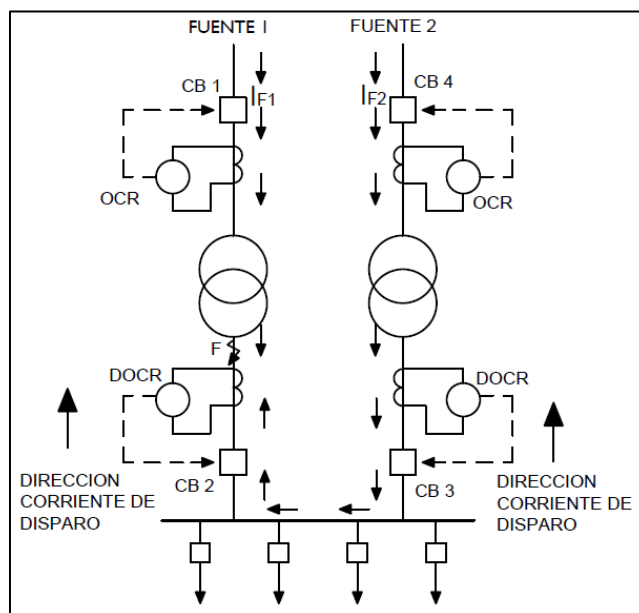 FUENTE 1
FUENTE 2
CB 1
IF1
IF2
CB 4
OCR
OCR
F
DOCR
DOCR
DIRECCION
CORRIENTE DE
DISPARO
CB 2
CB 3
DIRECCION
CORRIENTE DE
DISPARO